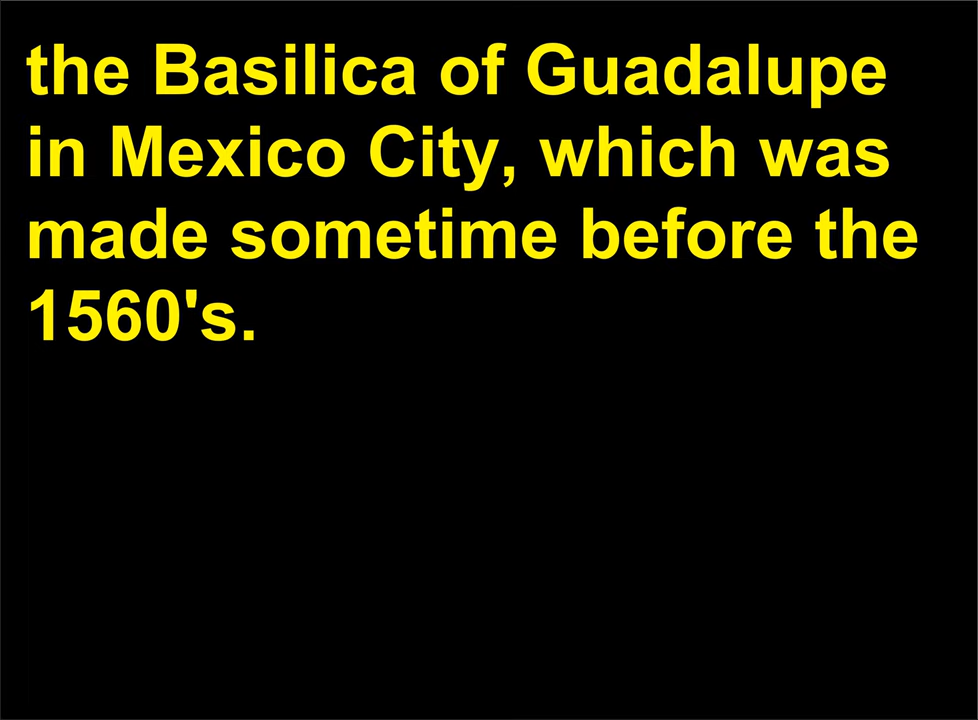 the Basilica of Guadalupe
in Mexico City, which was
made sometime before the
1560's.